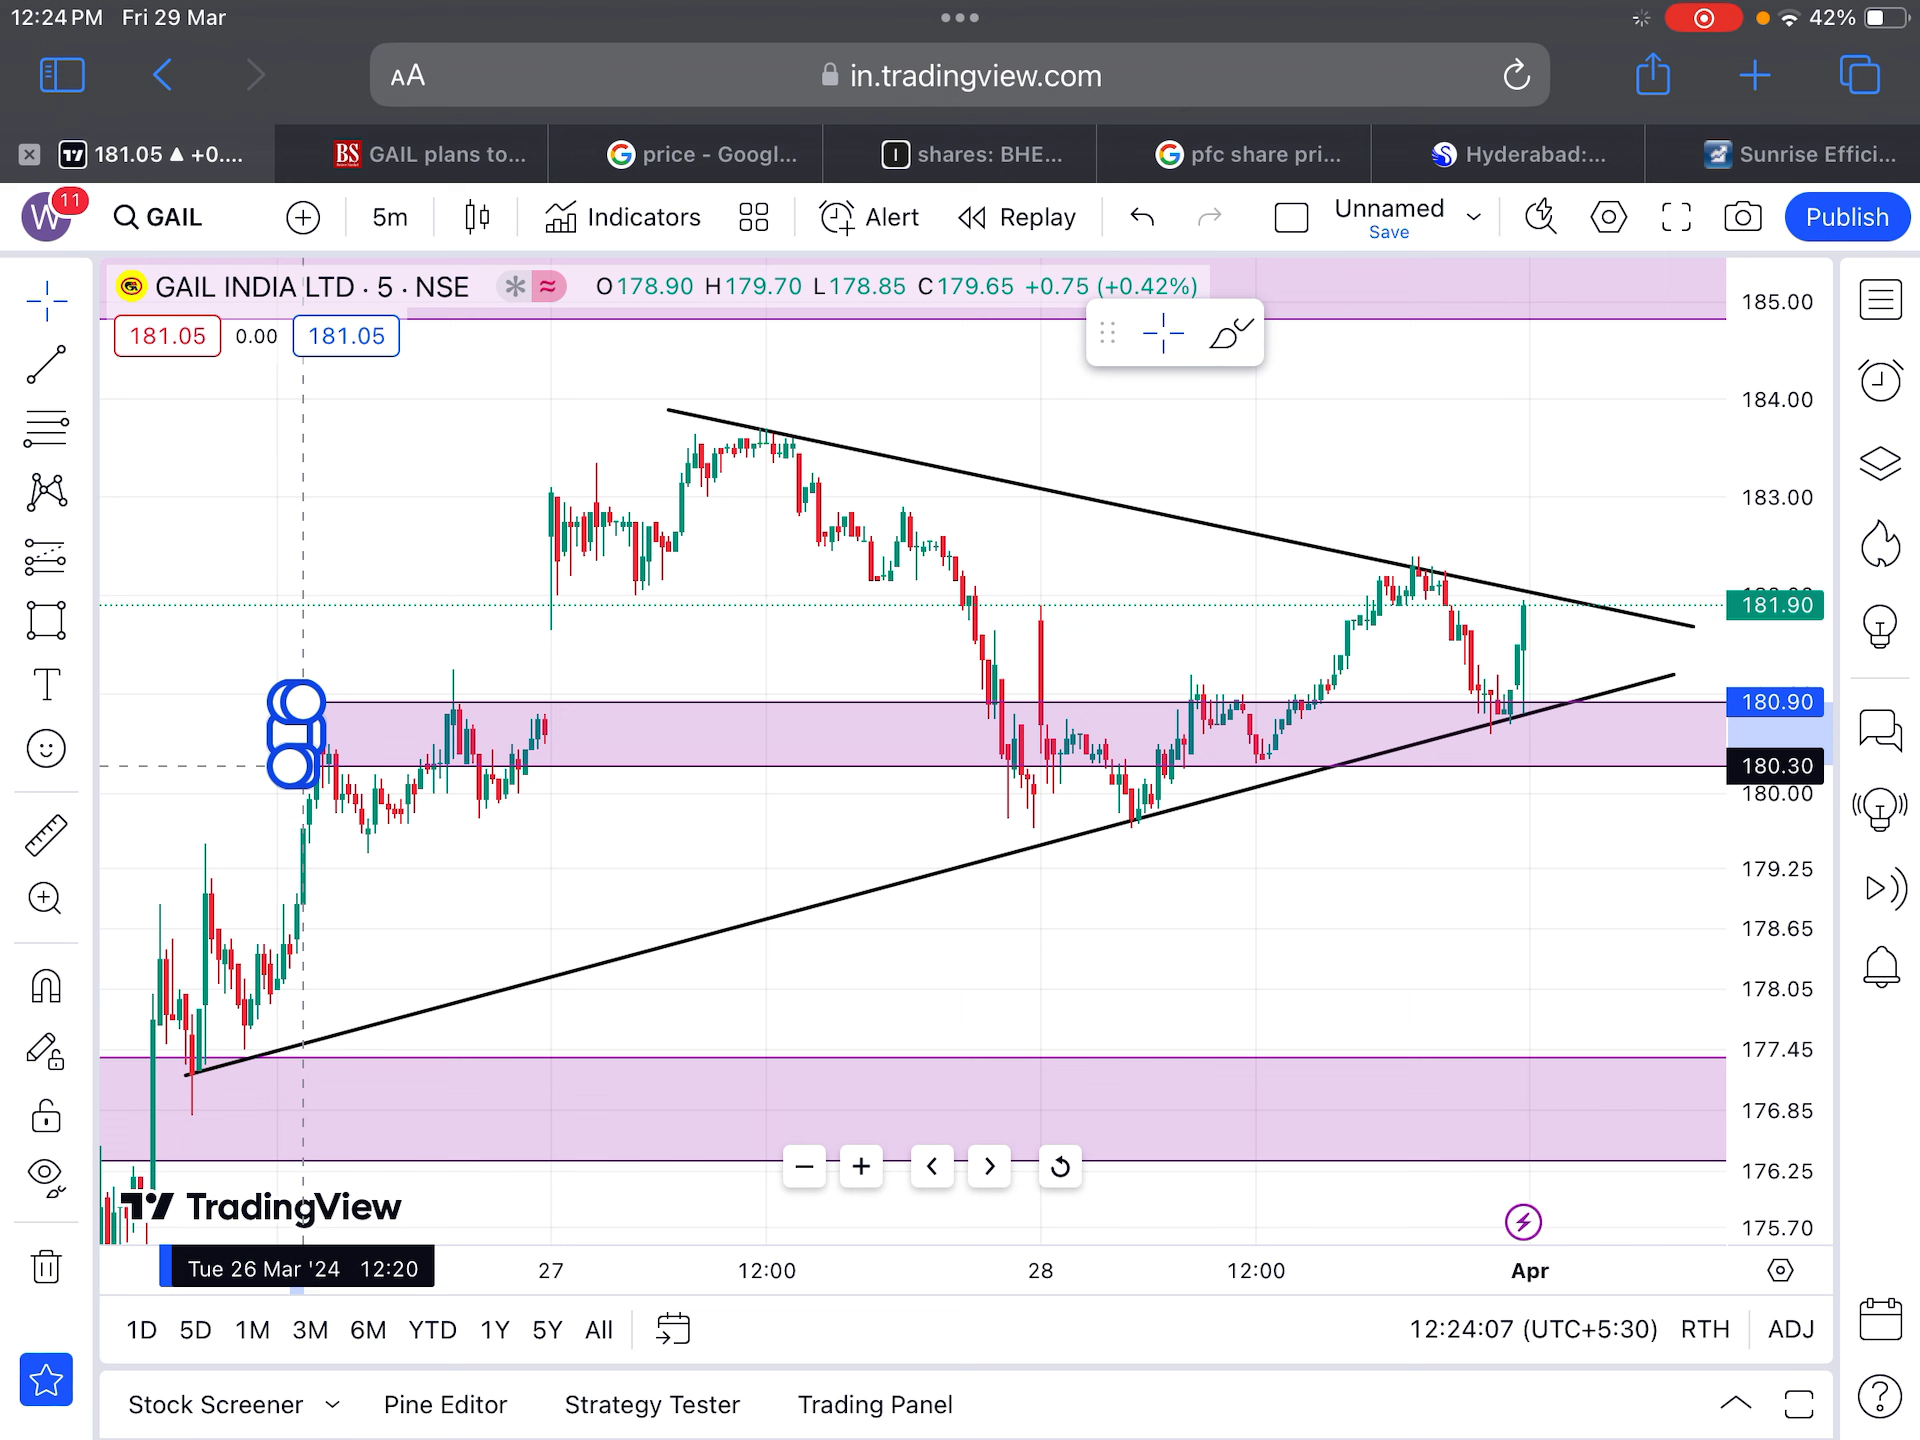 12:24 PM Fri 29 Mar
42%
AA in.tradingview.com
181.05 ▲ +0....
BS GAIL plans to...
price - Googl...
shares: BHE...
pfc share pri...
Hyderabad:...
Sunrise Effici...
W 11 GAIL 5m Indicators Alert Replay Unnamed Save Publish
GAIL INDIA LTD · 5 · NSE O178.90 H179.70 L178.85 C179.65 +0.75 (+0.42%)
181.05 0.00 181.05
185.00
184.00
183.00
181.90
180.90
180.30
180.00
179.25
178.65
178.05
177.45
176.85
176.25
175.70
TradingView
Tue 26 Mar '24 12:20 27 12:00 28 12:00 Apr
1D 5D 1M 3M 6M YTD 1Y 5Y All 12:24:07 (UTC+5:30) RTH ADJ
Stock Screener Pine Editor Strategy Tester Trading Panel